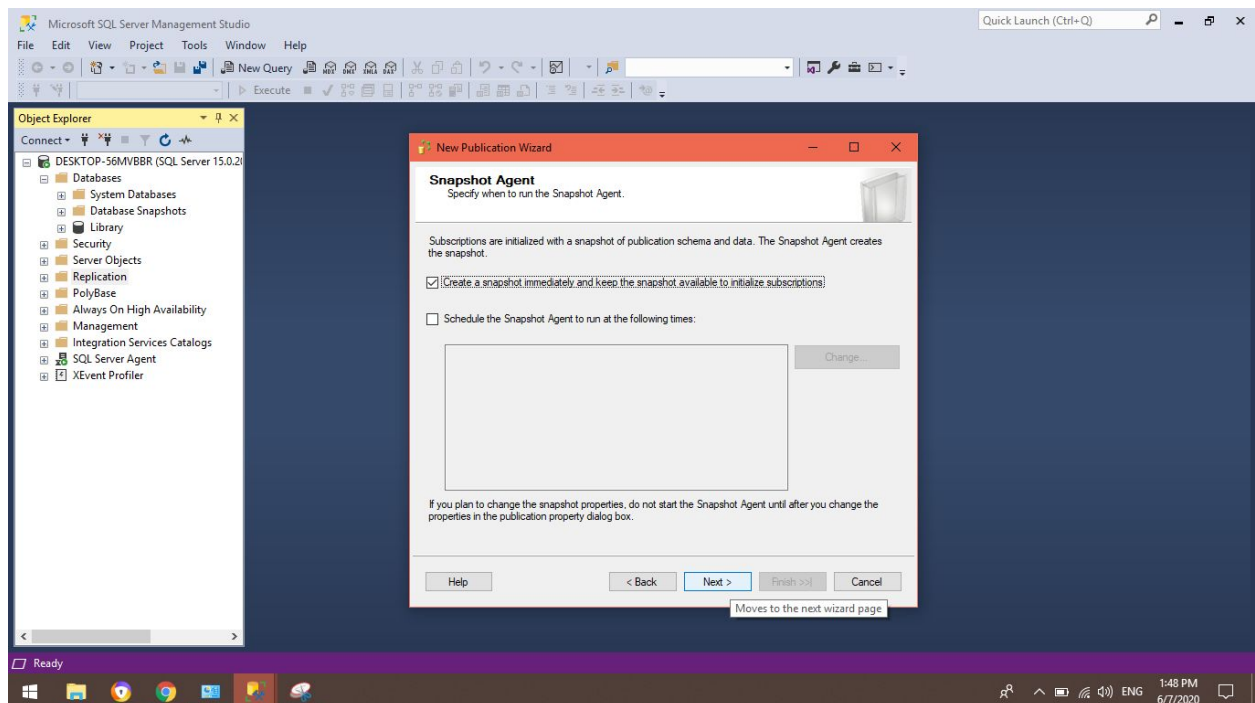 Microsoft SQL Server Management Studio
Quick Launch (Ctrl+Q)
File Edit View Project Tools Window Help
New Query MDX DMX XMLA DAX
Execute
Object Explorer
Connect
DESKTOP-56MVBBR (SQL Server 15.0.20
Databases
System Databases
Database Snapshots
Library
Security
Server Objects
Replication
PolyBase
Always On High Availability
Management
Integration Services Catalogs
SQL Server Agent
XEvent Profiler
New Publication Wizard
Snapshot Agent
Specify when to run the Snapshot Agent.
Subscriptions are initialized with a snapshot of publication schema and data. The Snapshot Agent creates
the snapshot.
Create a snapshot immediately and keep the snapshot available to initialize subscriptions
Schedule the Snapshot Agent to run at the following times:
Change...
If you plan to change the snapshot properties, do not start the Snapshot Agent until after you change the
properties in the publication property dialog box.
Help < Back Next > Finish >>| Cancel
Moves to the next wizard page
Ready
ENG
1:48 PM
6/7/2020